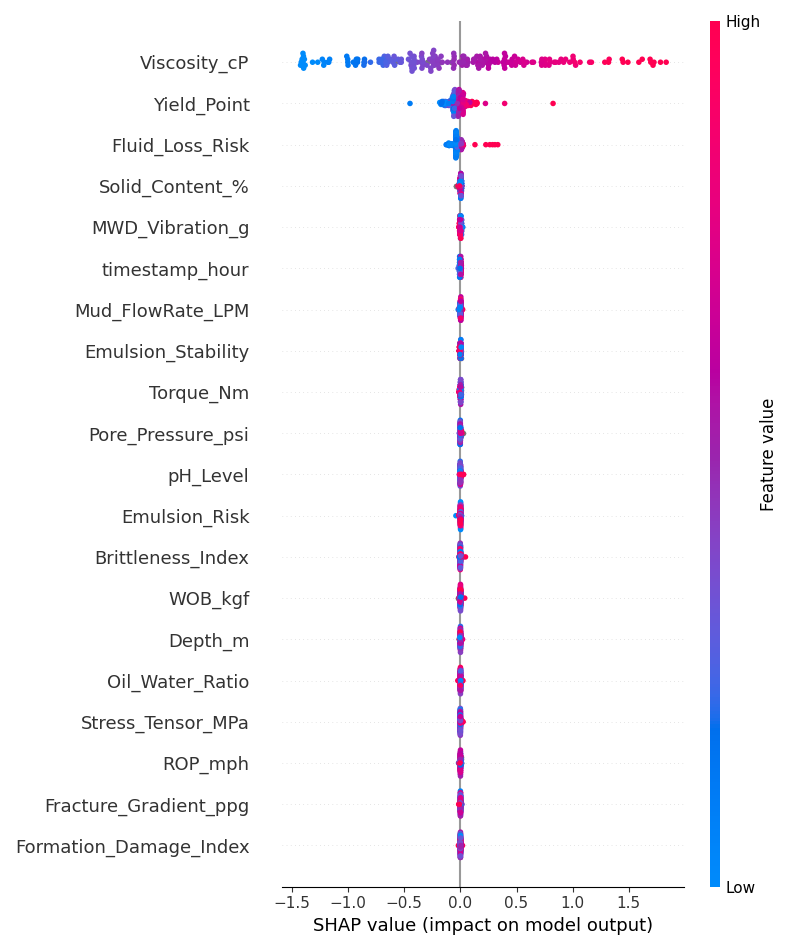 High
Viscosity_cP
Yield_Point
Fluid_Loss_Risk
Solid_Content_%
MWD_Vibration_g
timestamp_hour
Mud_FlowRate_LPM
Emulsion_Stability
Torque_Nm
Pore_Pressure_psi
pH_Level
Emulsion_Risk
Brittleness_Index
WOB_kgf
Depth_m
Oil_Water_Ratio
Stress_Tensor_MPa
ROP_mph
Fracture_Gradient_ppg
Formation_Damage_Index
Feature value
Low
−1.5 −1.0 −0.5 0.0 0.5 1.0 1.5
SHAP value (impact on model output)